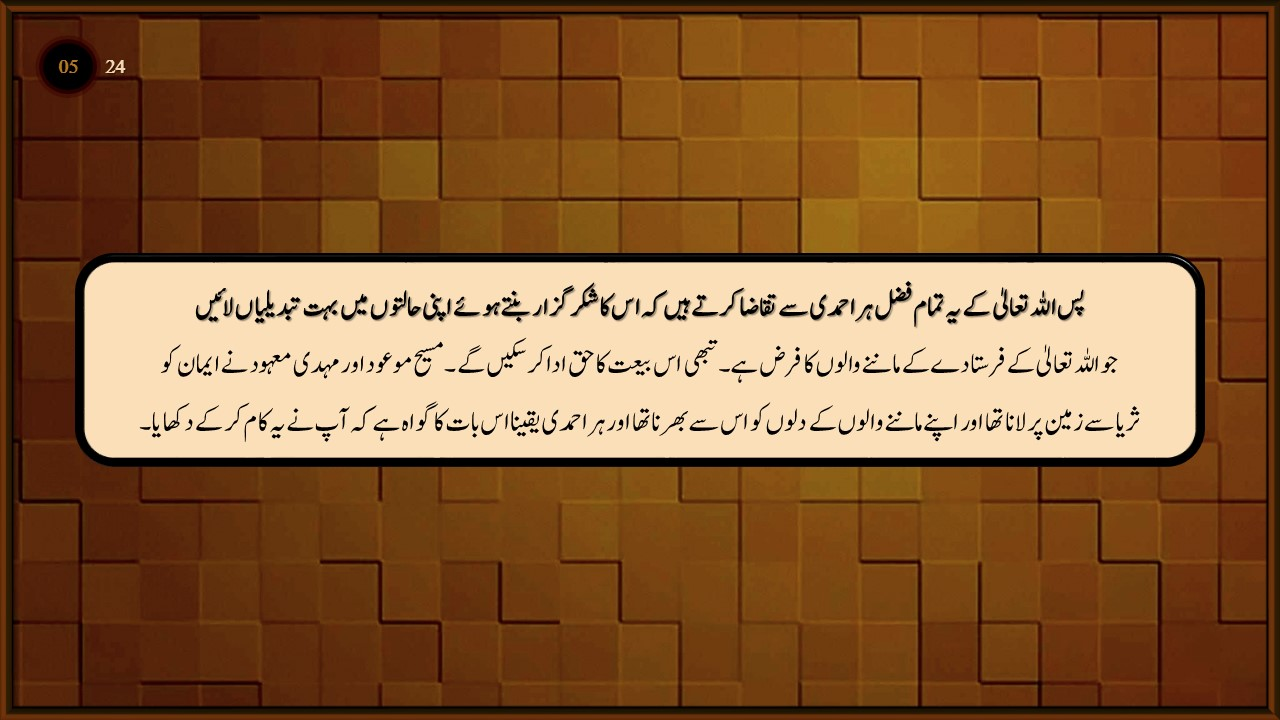 05 24
پس اللہ تعالیٰ کے یہ تمام فضل ہر احمدی سے تقاضا کرتے ہیں کہ اس کا شکر گزار بنتے ہوئے اپنی حالتوں میں بہت تبدیلیاں لائیں
جو اللہ تعالیٰ کے فرستادے کے ماننے والوں کا فرض ہے۔ تبھی اس بیعت کا حق ادا کر سکیں گے۔ مسیح موعود اور مہدی معہود نے ایمان کو
ثریا سے زمین پر لانا تھا اور اپنے ماننے والوں کے دلوں کو اس سے بھرنا تھا اور ہر احمدی یقینا اس بات کا گواہ ہے کہ آپ نے یہ کام کر کے دکھایا۔